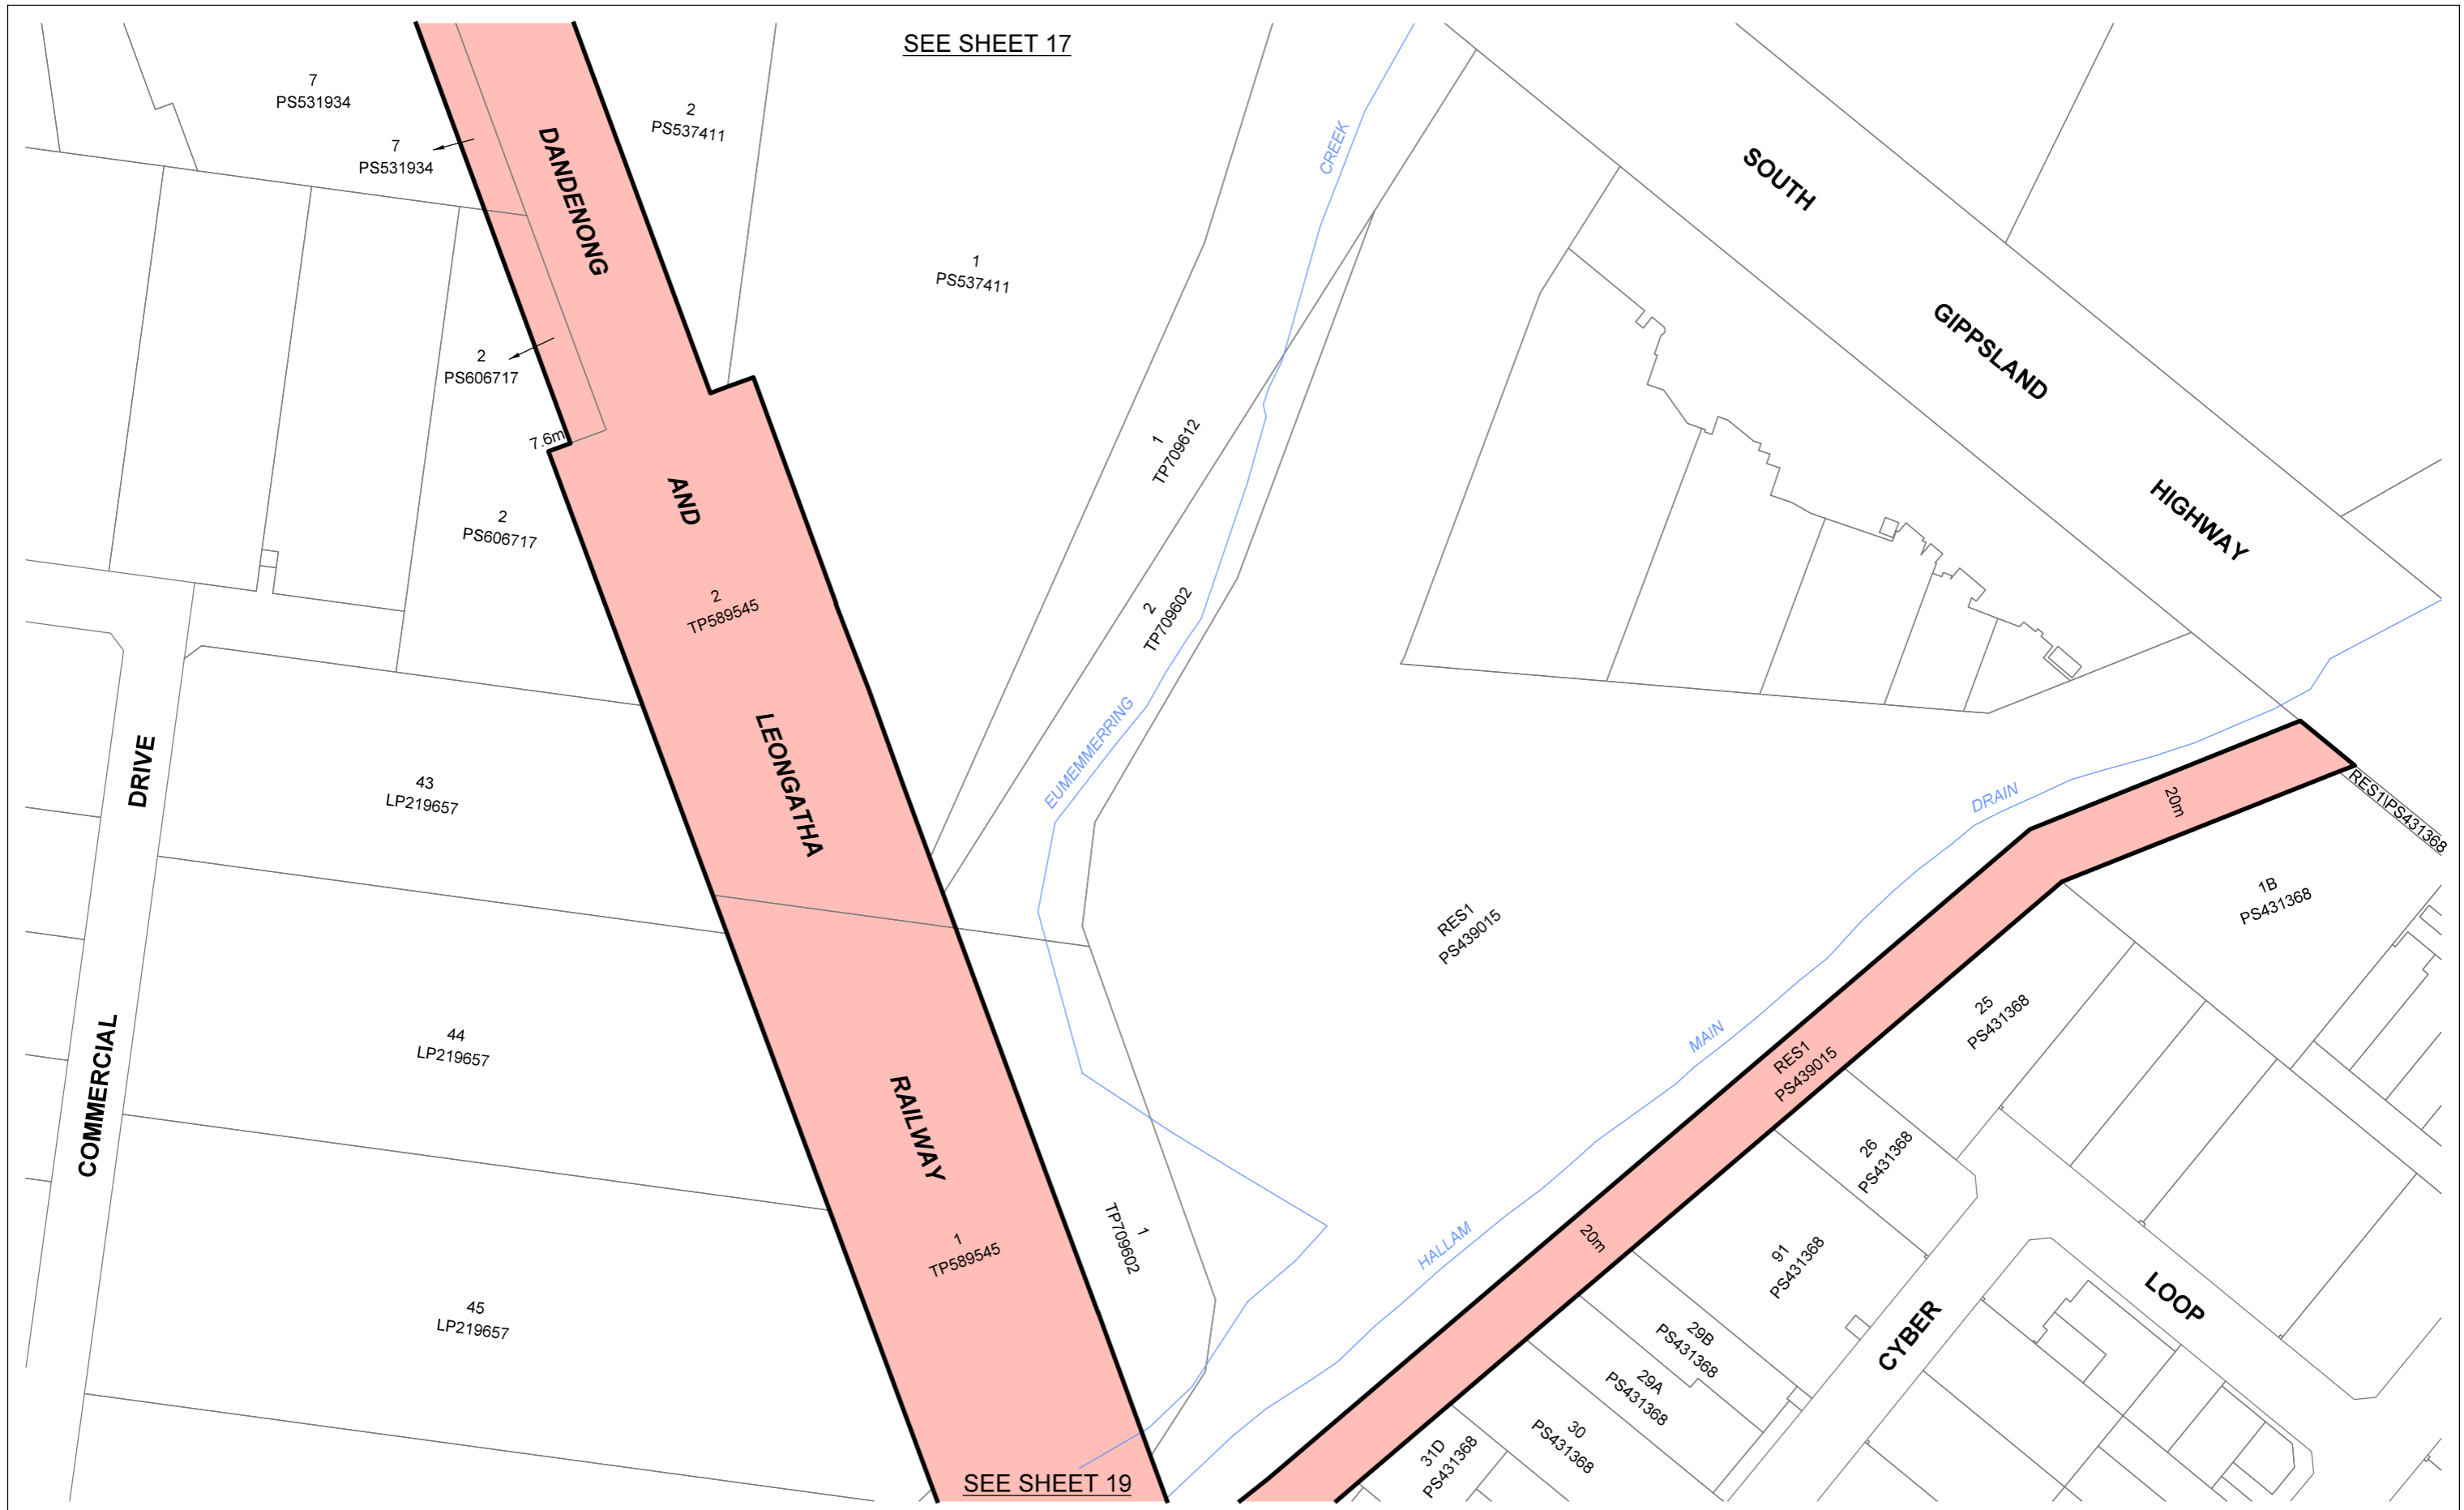 SEE SHEET 17
7
PS531934
7
PS531934
2
PS537411
DANDENONG
CREEK
SOUTH
1
PS537411
GIPPSLAND
2
PS606717
7.6m
1
TP709612
AND
HIGHWAY
2
PS606717
2
TP589545
2
TP709602
EUMEMMERRING
LEONGATHA
DRIVE
43
LP219657
DRAIN
20m
RES1\PS431368
1B
PS431368
RES1
PS439015
25
PS431368
44
LP219657
MAIN
RES1
PS439015
COMMERCIAL
RAILWAY
26
PS431368
1
TP709602
1
TP589545
HALLAM
20m
91
PS431368
LOOP
45
LP219657
CYBER
29B
PS431368
29A
PS431368
30
PS431368
31D
PS431368
SEE SHEET 19